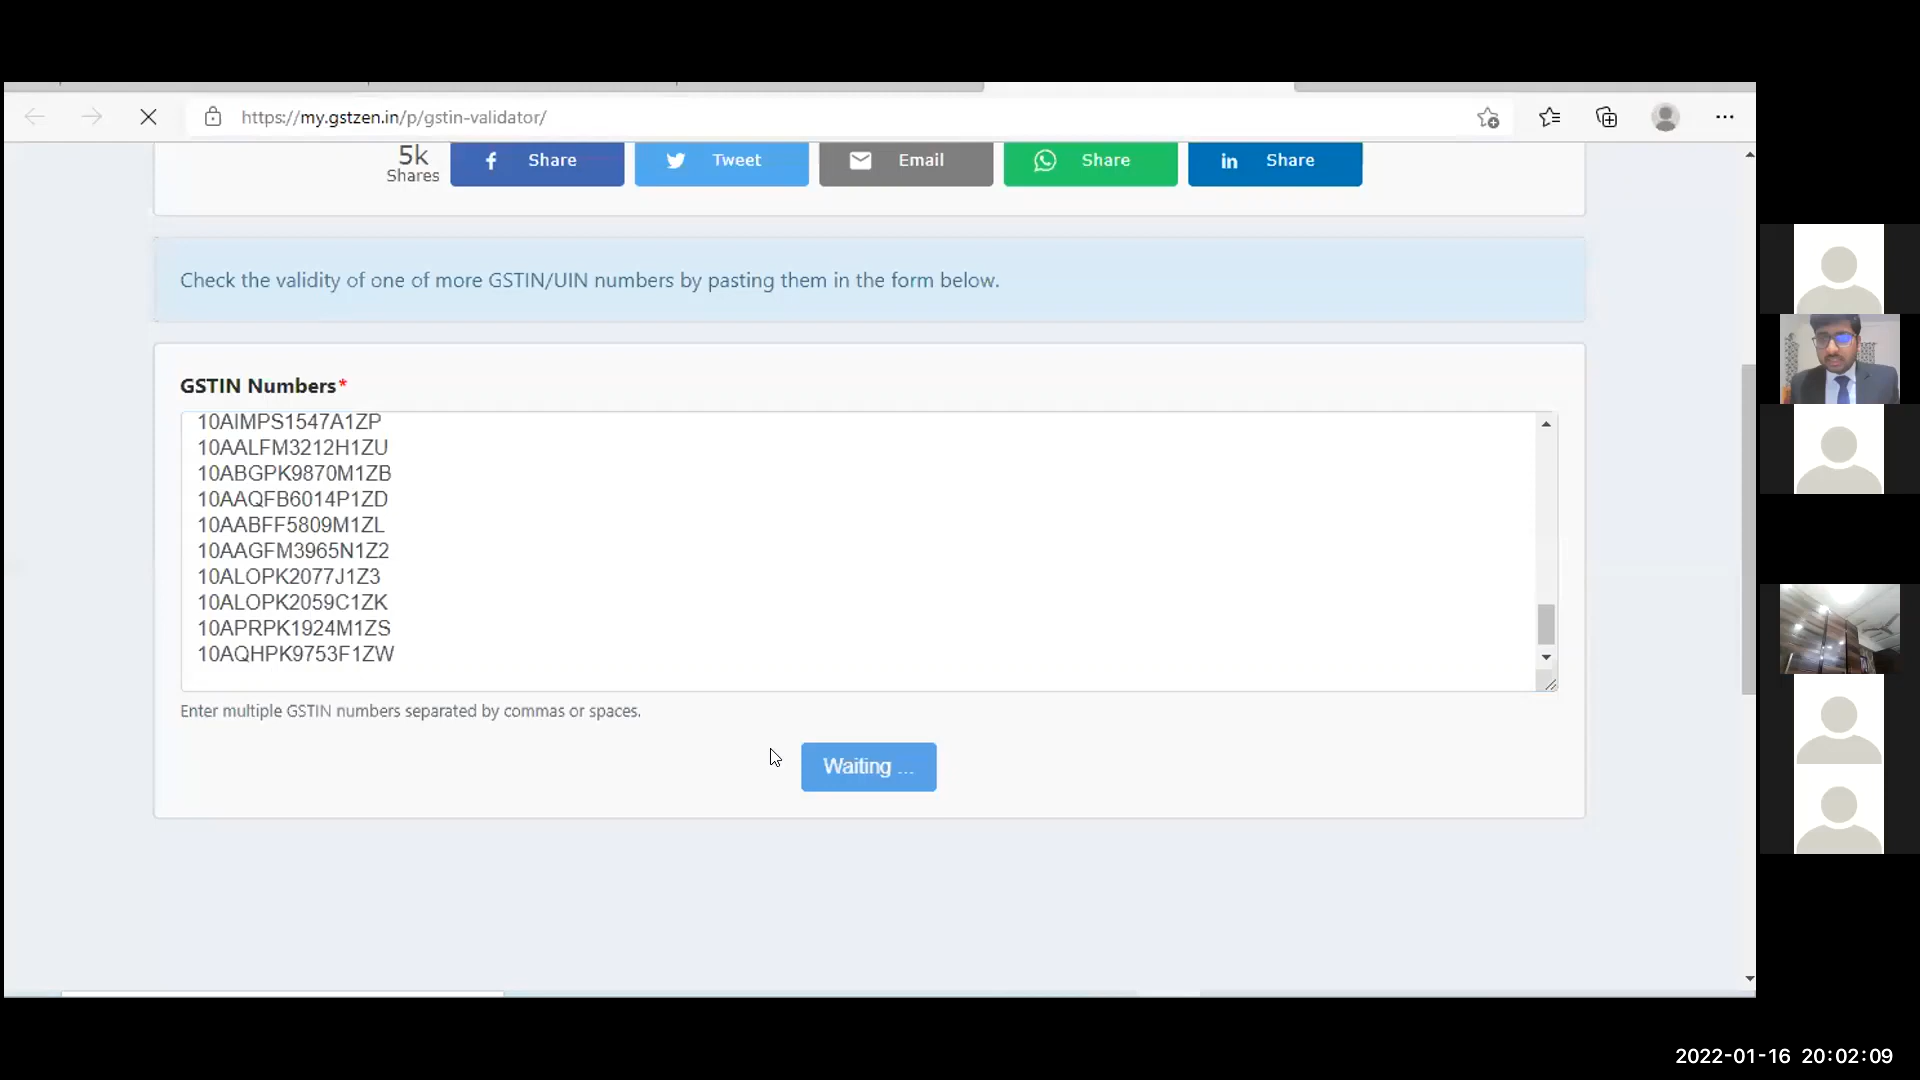 https://my.gstzen.in/p/gstin-validator/
5k
Shares
Share
Tweet
Email
Share
in Share
Check the validity of one of more GSTIN/UIN numbers by pasting them in the form below.
GSTIN Numbers*
10AIMPS1547A1ZP
10AALFM3212H1ZU
10ABGPK9870M1ZB
10AAQFB6014P1ZD
10AABFF5809M1ZL
10AAGFM3965N1Z2
10ALOPK2077J1Z3
10ALOPK2059C1ZK
10APRPK1924M1ZS
10AQHPK9753F1ZW
Enter multiple GSTIN numbers separated by commas or spaces.
Waiting ...
2022-01-16 20:02:09